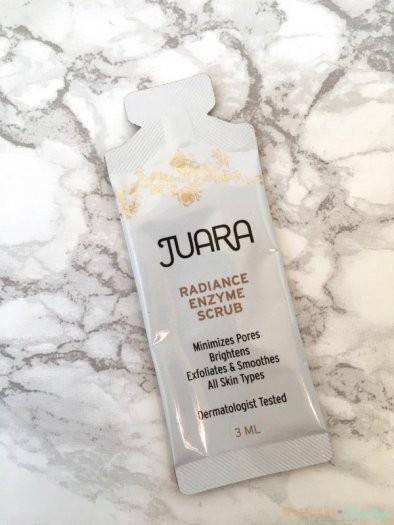 JUARA
RADIANCE
ENZYME
SCRUB
Minimizes Pores
Brightens
Exfoliates & Smoothes
All Skin Types
Dermatologist Tested
3 ML